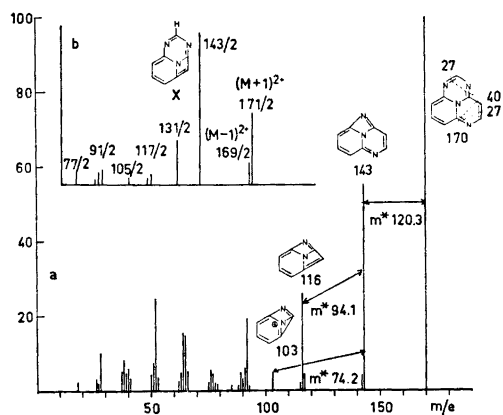 100
80
60
40
20
b
H
N
N
N
X
143/2
(M+1)²⁺
171/2
131/2
(M-1)²⁺
169/2
117/2
91/2
105/2
77/2
27
N
N
N
N
40
27
170
N
N
N
143
m* 120.3
a
N
N
116
m* 94.1
N
N
⊕
103
m* 74.2
50
100
150
m/e